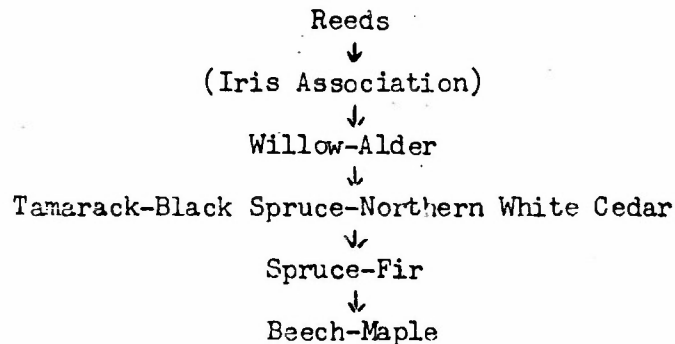 Reeds
↓
(Iris Association)
↓
Willow-Alder
↓
Tamarack-Black Spruce-Northern White Cedar
↓
Spruce-Fir
↓
Beech-Maple